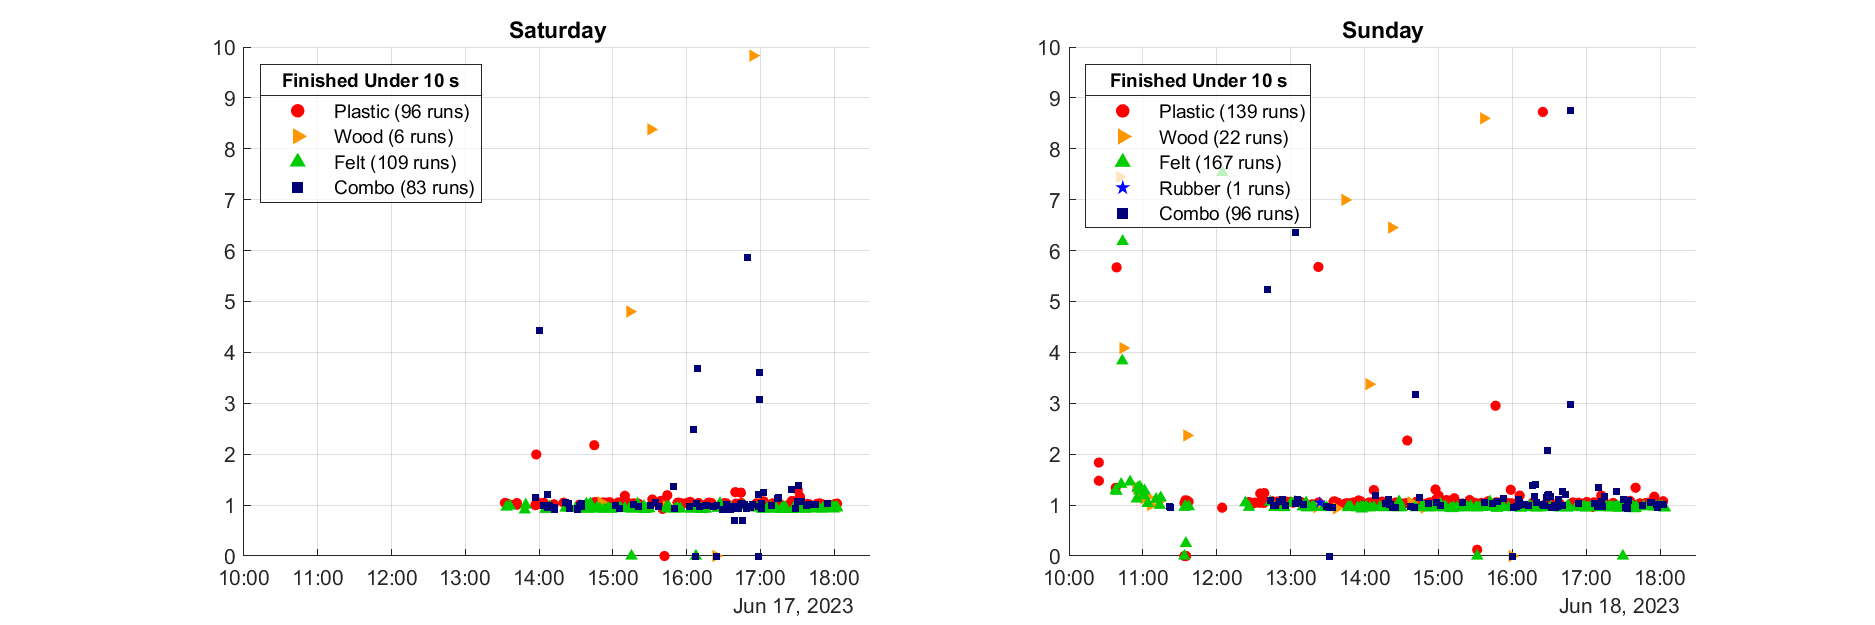 Saturday
10
9
8
7
6
5
4
3
2
1
0
Finished Under 10 s
Plastic (96 runs)
Wood (6 runs)
Felt (109 runs)
Combo (83 runs)
10:00 11:00 12:00 13:00 14:00 15:00 16:00 17:00 18:00
Jun 17, 2023
Sunday
10
9
8
7
6
5
4
3
2
1
0
Finished Under 10 s
Plastic (139 runs)
Wood (22 runs)
Felt (167 runs)
Rubber (1 runs)
Combo (96 runs)
10:00 11:00 12:00 13:00 14:00 15:00 16:00 17:00 18:00
Jun 18, 2023